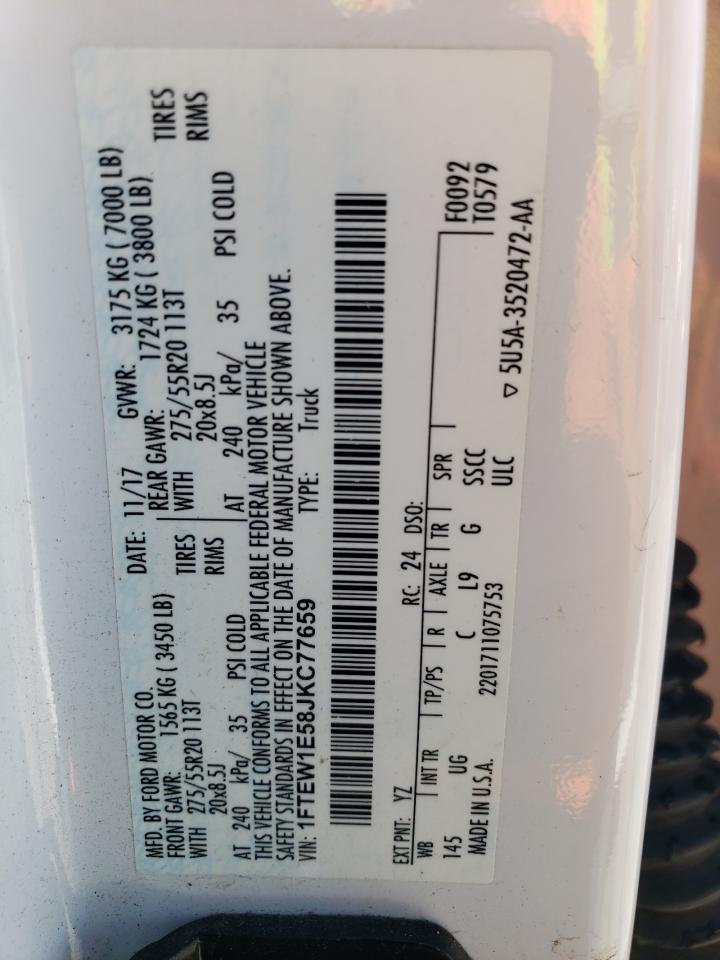 MFD. BY FORD MOTOR CO.
DATE: 11/17 GVWR: 3175 KG ( 7000 LB)
FRONT GAWR: 1565 KG ( 3450 LB) REAR GAWR: 1724 KG ( 3800 LB)
WITH 275/55R20 113T TIRES WITH 275/55R20 113T TIRES
20x8.5J RIMS 20x8.5J RIMS
AT 240 kPa/ 35 PSI COLD AT 240 kPa/ 35 PSI COLD
THIS VEHICLE CONFORMS TO ALL APPLICABLE FEDERAL MOTOR VEHICLE
SAFETY STANDARDS IN EFFECT ON THE DATE OF MANUFACTURE SHOWN ABOVE.
VIN: 1FTEW1E58JKC77659 TYPE: Truck
EXT PNT: YZ RC: 24 DSO: F0092
WB INT TR TP/PS R AXLE TR SPR T0579
145 UG C L9 G SSCC
ULC
MADE IN U.S.A. 2201711075753 ▽ 5U5A-3520472-AA